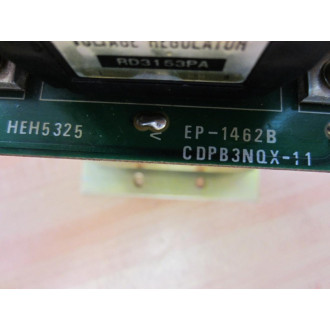 VOLTAGE REGULATOR
RD3153PA
HEH5325
V
EP-1462B
CDPB3NQX-11